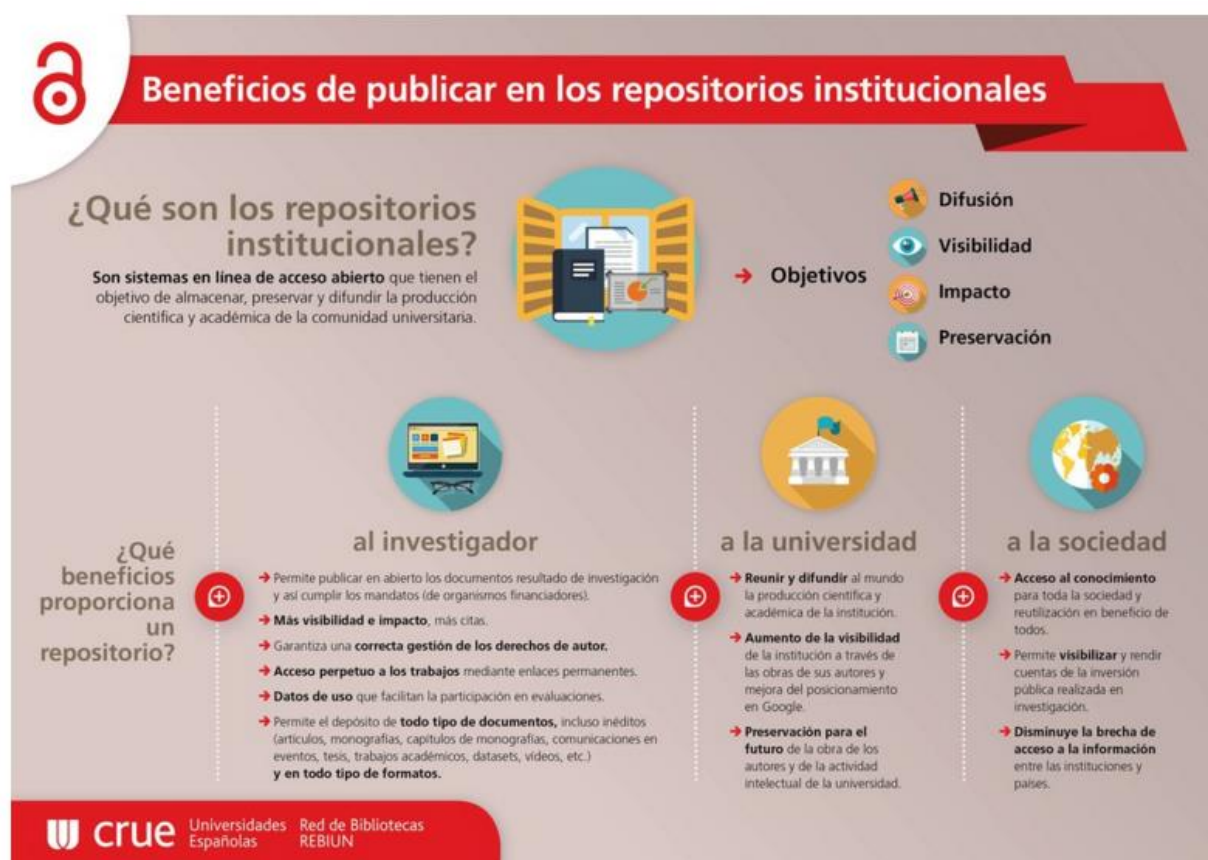 Beneficios de publicar en los repositorios institucionales
¿Qué son los repositorios
institucionales?
Son sistemas en línea de acceso abierto que tienen el
objetivo de almacenar, preservar y difundir la producción
científica y académica de la comunidad universitaria.
Objetivos
Difusión
Visibilidad
Impacto
Preservación
¿Qué
beneficios
proporciona
un
repositorio?
al investigador
Permite publicar en abierto los documentos resultado de investigación
y así cumplir los mandatos (de organismos financiadores).
Más visibilidad e impacto, más citas.
Garantiza una correcta gestión de los derechos de autor.
Acceso perpetuo a los trabajos mediante enlaces permanentes.
Datos de uso que facilitan la participación en evaluaciones.
Permite el depósito de todo tipo de documentos, incluso inéditos
(artículos, monografías, capítulos de monografías, comunicaciones en
eventos, tesis, trabajos académicos, datasets, vídeos, etc.)
y en todo tipo de formatos.
a la universidad
Reunir y difundir al mundo
la producción científica y
académica de la institución.
Aumento de la visibilidad
de la institución a través de
las obras de sus autores y
mejora del posicionamiento
en Google.
Preservación para el
futuro de la obra de los
autores y de la actividad
intelectual de la universidad.
a la sociedad
Acceso al conocimiento
para toda la sociedad y
reutilización en beneficio de
todos.
Permite visibilizar y rendir
cuentas de la inversión
pública realizada en
investigación.
Disminuye la brecha de
acceso a la información
entre las instituciones y
países.
crue
Universidades
Españolas
Red de Bibliotecas
REBIUN